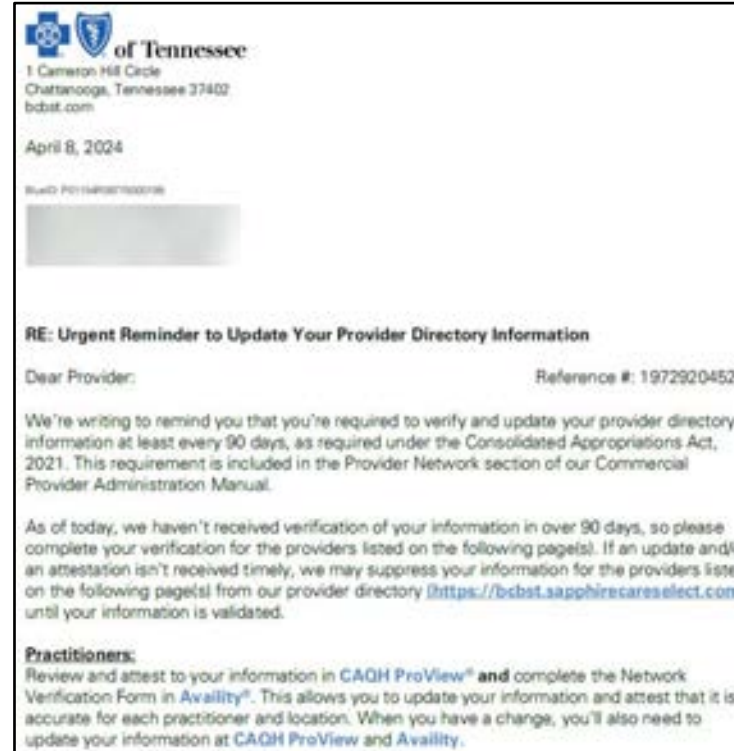 of Tennessee
1 Cameron Hill Circle
Chattanooga, Tennessee 37402
bcbst.com
April 8, 2024
RE: Urgent Reminder to Update Your Provider Directory Information
Dear Provider: Reference #: 1972920452
We're writing to remind you that you're required to verify and update your provider directory
information at least every 90 days, as required under the Consolidated Appropriations Act,
2021. This requirement is included in the Provider Network section of our Commercial
Provider Administration Manual.
As of today, we haven't received verification of your information in over 90 days, so please
complete your verification for the providers listed on the following page(s). If an update and/
an attestation isn't received timely, we may suppress your information for the providers liste
on the following page(s) from our provider directory (https://bcbst.sapphirecareselect.com
until your information is validated.
Practitioners:
Review and attest to your information in CAQH ProView® and complete the Network
Verification Form in Availity®. This allows you to update your information and attest that it is
accurate for each practitioner and location. When you have a change, you'll also need to
update your information at CAQH ProView and Availity.